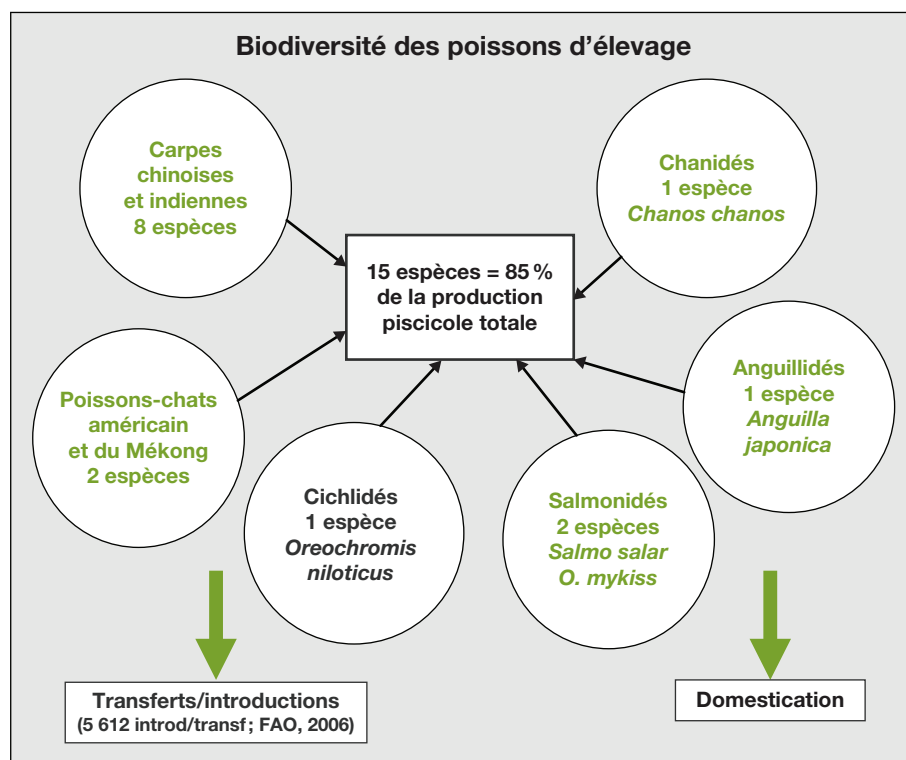 Biodiversité des poissons d'élevage
Carpes
chinoises
et indiennes
8 espèces
Chanidés
1 espèce
Chanos chanos
15 espèces = 85 %
de la production
piscicole totale
Poissons-chats
américain
et du Mékong
2 espèces
Cichlidés
1 espèce
Oreochromis
niloticus
Salmonidés
2 espèces
Salmo salar
O. mykiss
Anguillidés
1 espèce
Anguilla
japonica
Transferts/introductions
(5 612 introd/transf ; FAO, 2006)
Domestication